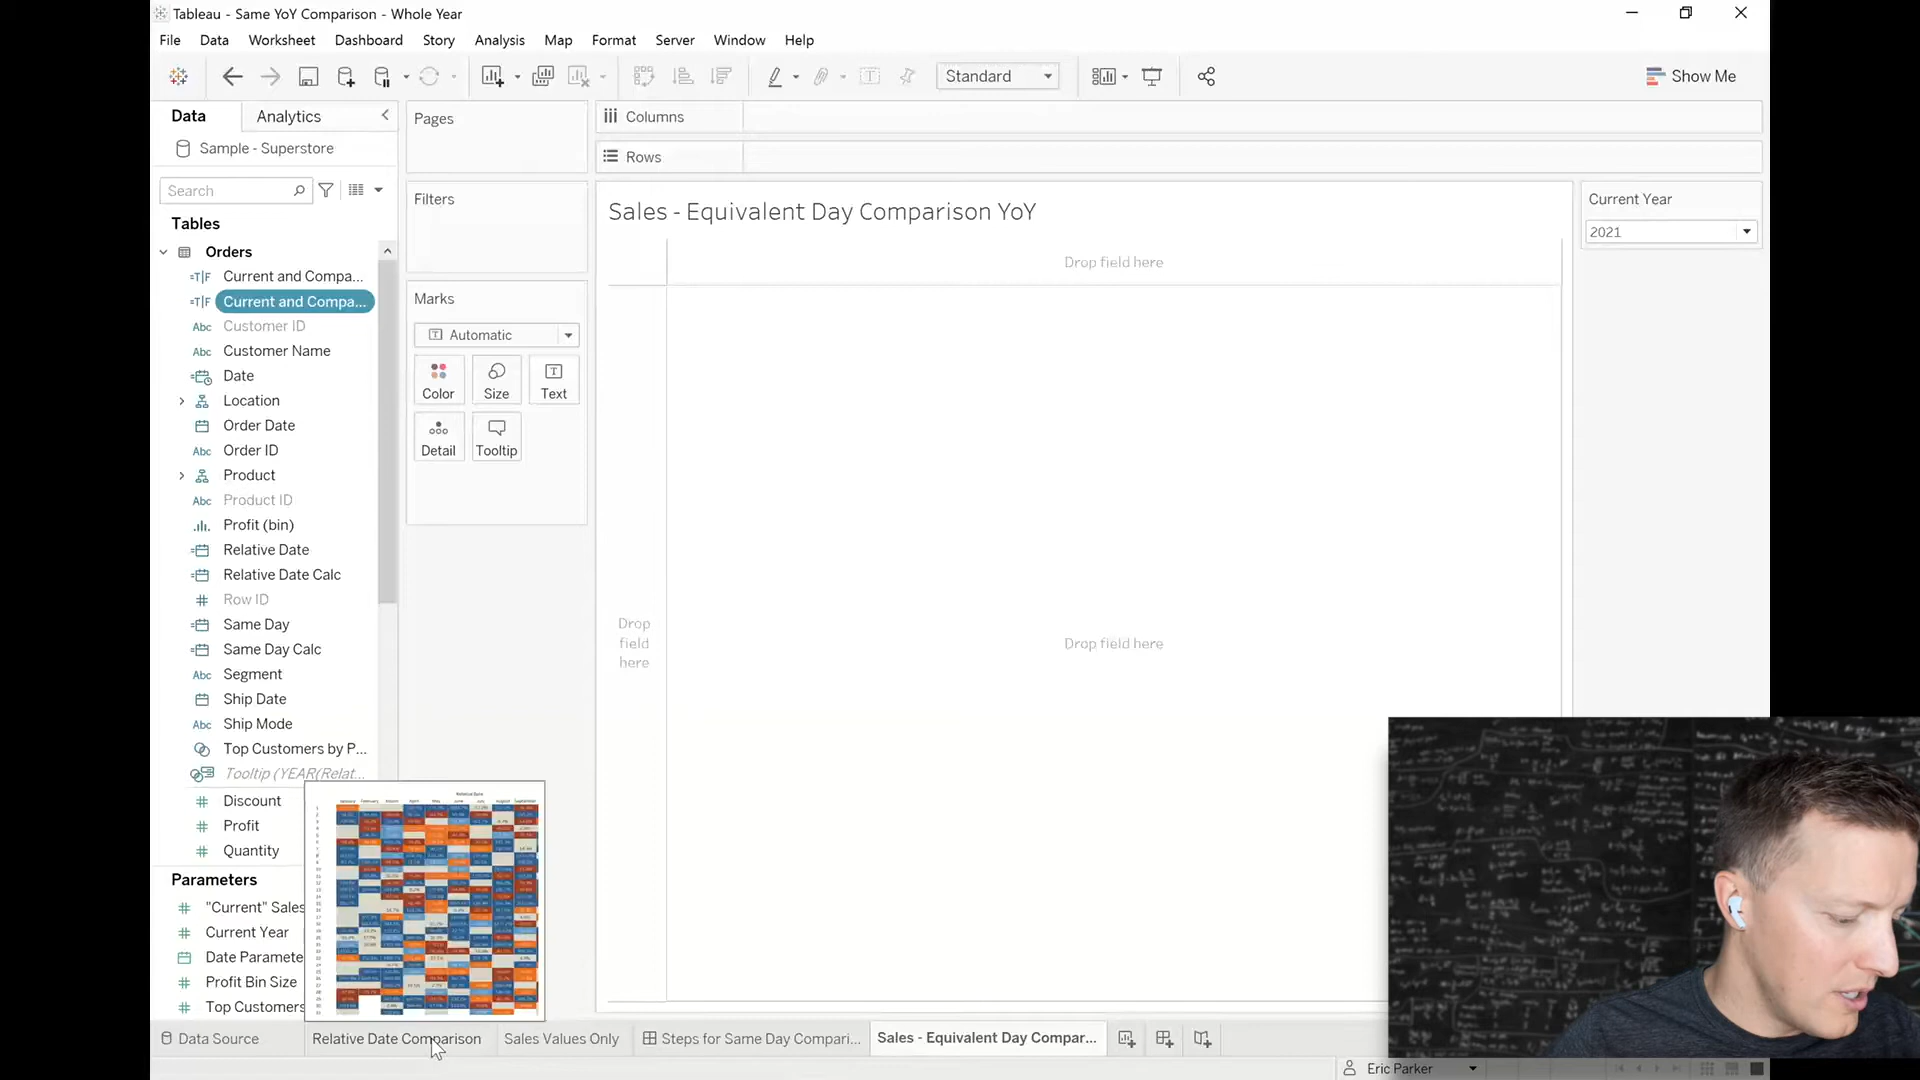 Tableau - Same YoY Comparison - Whole Year
File Data Worksheet Dashboard Story Analysis Map Format Server Window Help
Standard
Show Me
Data Analytics
Sample - Superstore
Search
Tables
Orders
Current and Compa...
Current and Compa...
Abc Customer ID
Abc Customer Name
Date
Location
Order Date
Abc Order ID
Product
Abc Product ID
Profit (bin)
Relative Date
Relative Date Calc
Row ID
Same Day
Same Day Calc
Abc Segment
Ship Date
Abc Ship Mode
Top Customers by P...
Tooltip (YEAR(Relat...
Discount
Profit
Quantity
Parameters
"Current" Sales
Current Year
Date Paramete
Profit Bin Size
Top Customers
Pages
Filters
Marks
Automatic
Color Size Text
Detail Tooltip
Columns
Rows
Sales - Equivalent Day Comparison YoY
Drop field here
Drop
field
here
Drop field here
Current Year
2021
Data Source Relative Date Comparison Sales Values Only Steps for Same Day Compari... Sales - Equivalent Day Compar...
Eric Parker